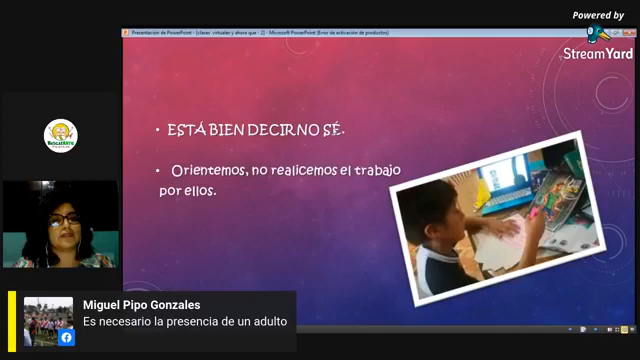 Powered by
StreamYard
Presentación de PowerPoint - [clases virtuales y ahora que - 2] - Microsoft PowerPoint (Error de activación de productos)
• ESTÁ BIEN DECIR NO SÉ.
• Orientemos, no realicemos el trabajo
por ellos.
Miguel Pipo Gonzales
Es necesario la presencia de un adulto